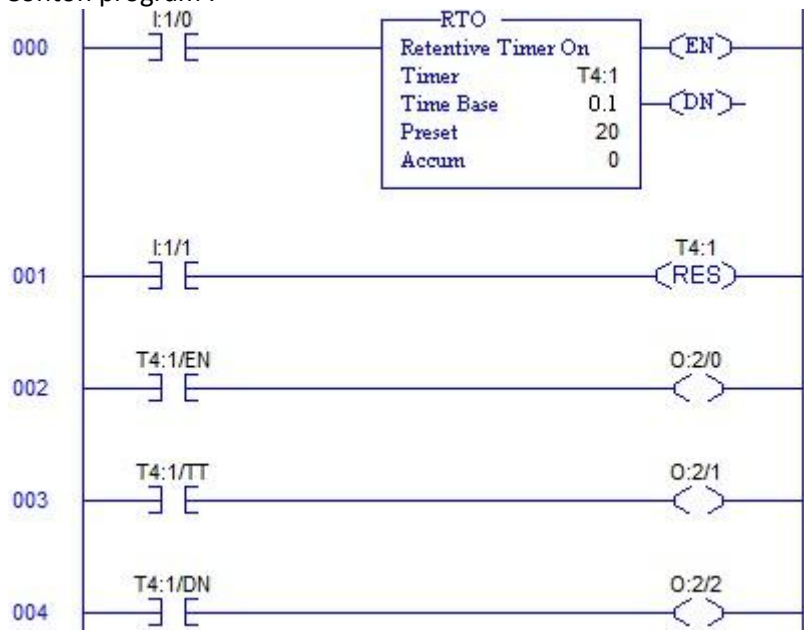 Contoh program :
I:1/0
RTO
000
Retentive Timer On
EN
Timer T4:1
Time Base 0.1
DN
Preset 20
Accum 0
I:1/1
T4:1
001
RES
T4:1/EN
O:2/0
002
T4:1/TT
O:2/1
003
T4:1/DN
O:2/2
004